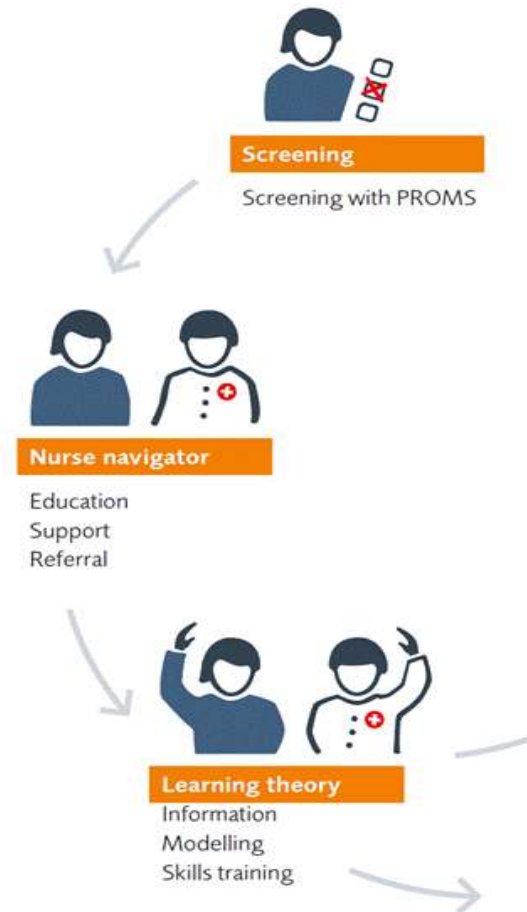 Screening
Screening with PROMS
Nurse navigator
Education
Support
Referral
Learning theory
Information
Modelling
Skills training